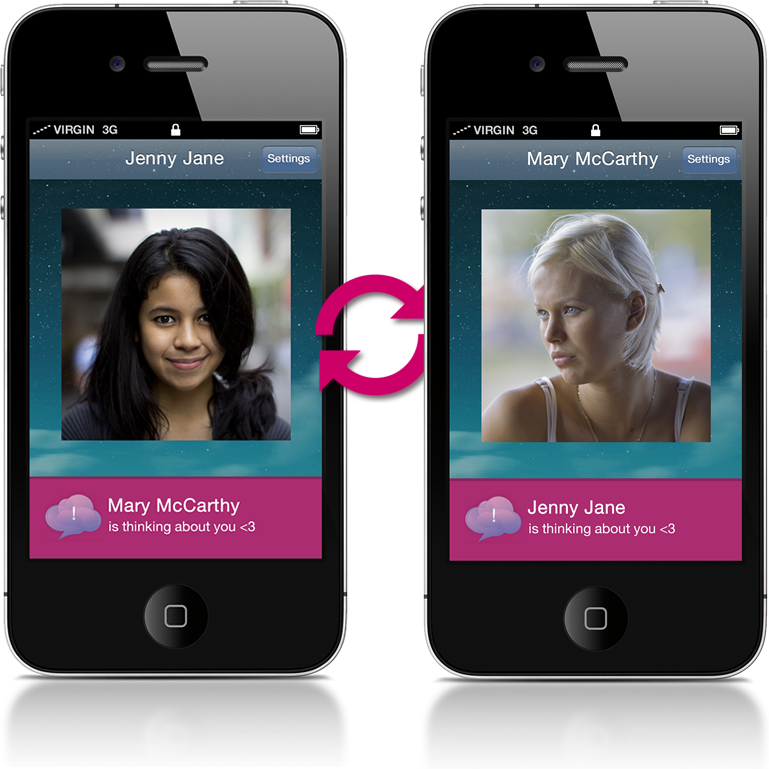 VIRGIN 3G
Jenny Jane
Settings
!
Mary McCarthy
is thinking about you <3
VIRGIN 3G
Mary McCarthy
Settings
!
Jenny Jane
is thinking about you <3